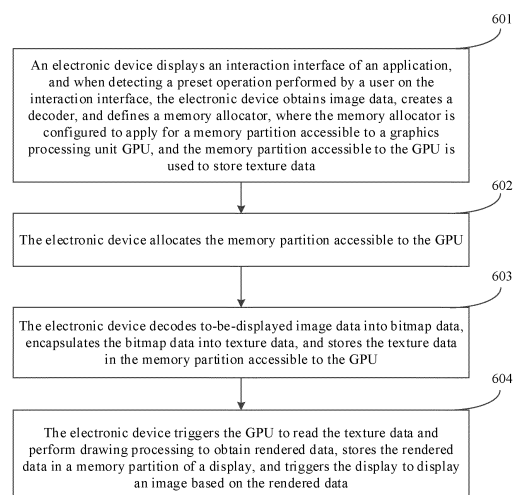 601
An electronic device displays an interaction interface of an application,
and when detecting a preset operation performed by a user on the
interaction interface, the electronic device obtains image data, creates a
decoder, and defines a memory allocator, where the memory allocator is
configured to apply for a memory partition accessible to a graphics
processing unit GPU, and the memory partition accessible to the GPU is
used to store texture data
602
The electronic device allocates the memory partition accessible to the GPU
603
The electronic device decodes to-be-displayed image data into bitmap data,
encapsulates the bitmap data into texture data, and stores the texture data
in the memory partition accessible to the GPU
604
The electronic device triggers the GPU to read the texture data and
perform drawing processing to obtain rendered data, stores the rendered
data in a memory partition of a display, and triggers the display to display
an image based on the rendered data